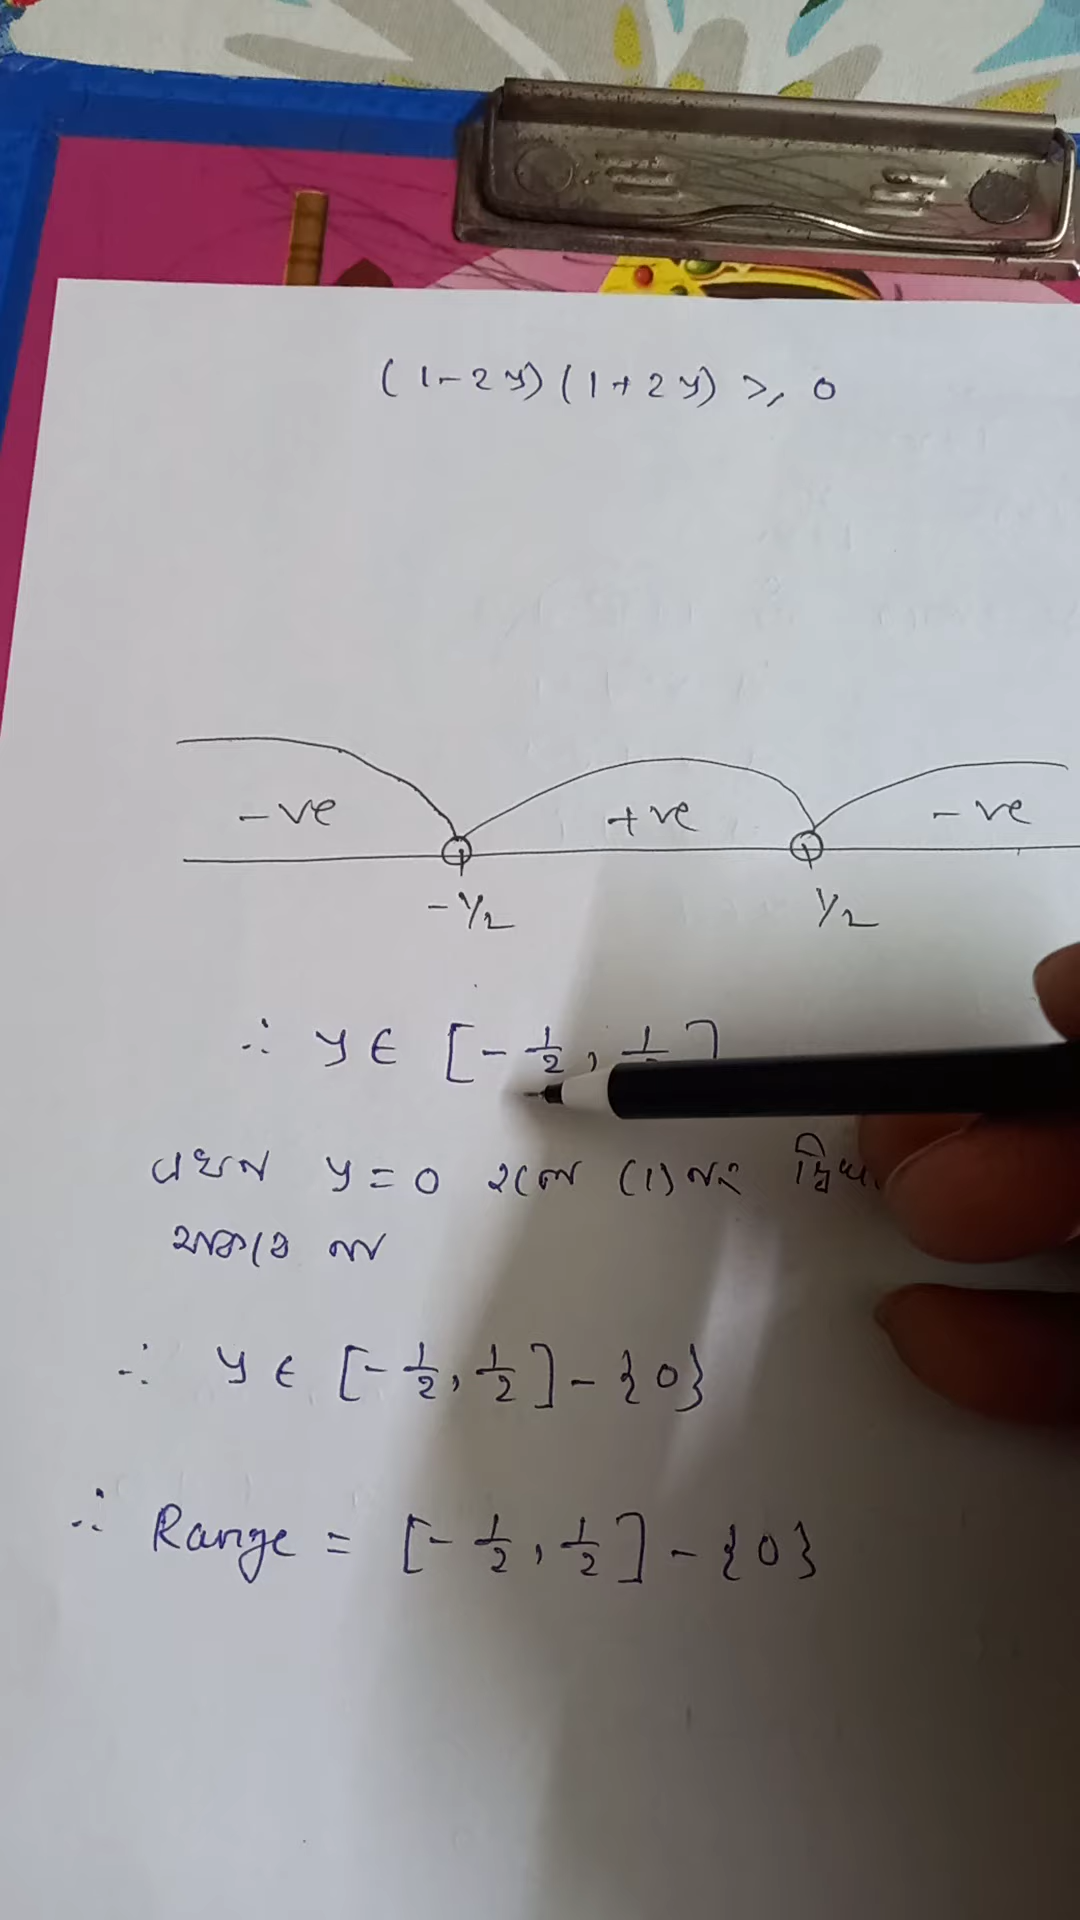 (1-2y)(1+2y) ≥ 0
-ve +ve -ve
-1/2 1/2
∴ y ∈ [-1/2, 1/2]
এখন y = 0 হলে (1)নং
থাকবে না
∴ y ∈ [-1/2, 1/2] - {0}
∴ Range = [-1/2, 1/2] - {0}